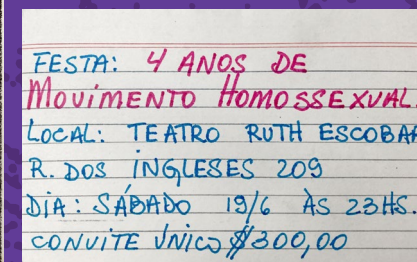 FESTA: 4 ANOS DE
MOVIMENTO HOMOSSEXUAL.
LOCAL: TEATRO RUTH ESCOBAR
R. DOS INGLESES 209
DIA: SÁBADO 19/6 ÀS 23HS.
CONVITE ÚNICO $300,00